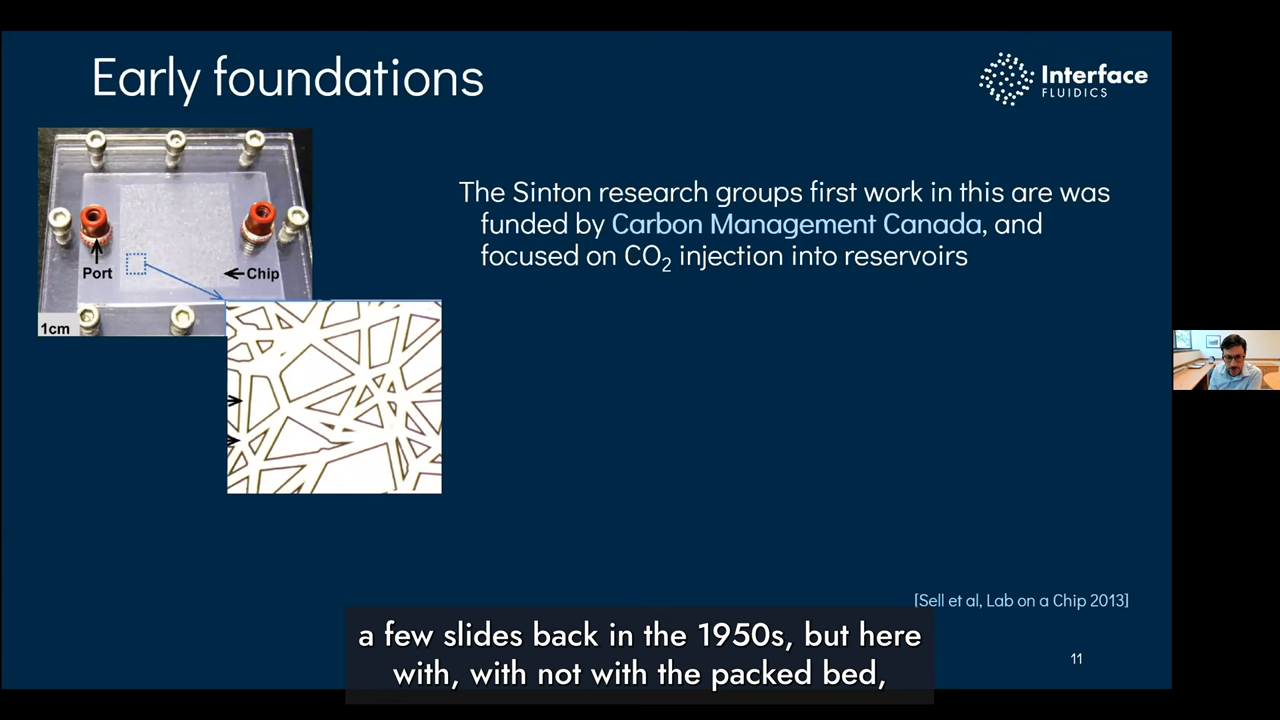 Early foundations
Interface
FLUIDICS
The Sinton research groups first work in this are was
funded by Carbon Management Canada, and
focused on CO₂ injection into reservoirs
Port
Chip
1cm
[Sell et al, Lab on a Chip 2013]
a few slides back in the 1950s, but here
with, with not with the packed bed,
11